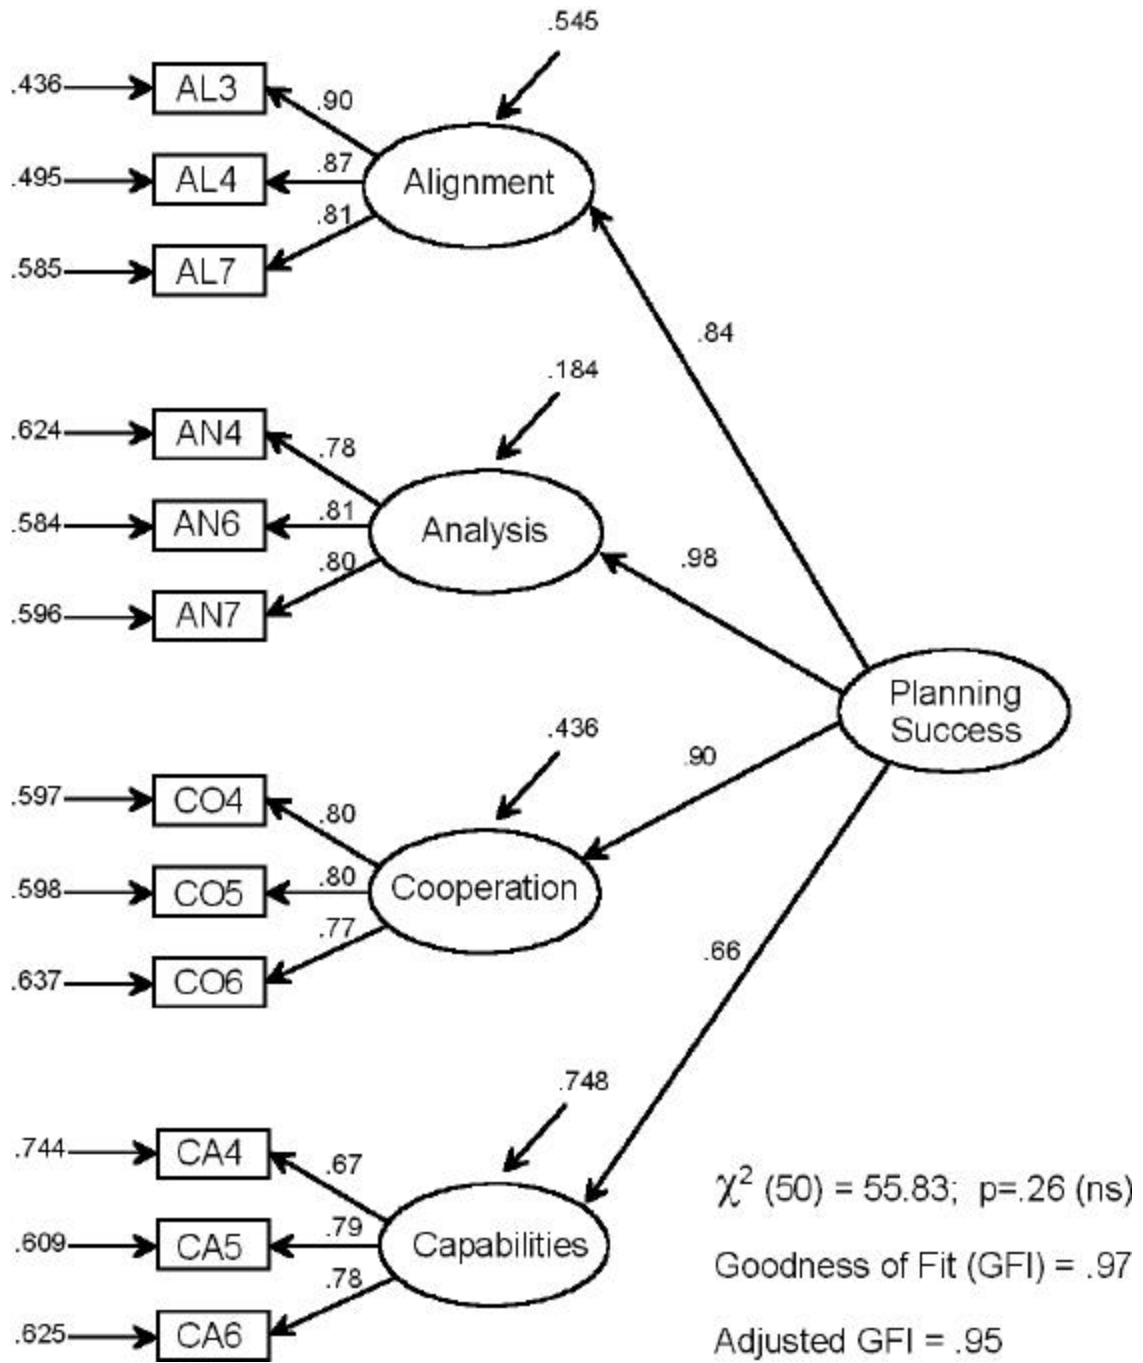 .545
.436
AL3
.90
.495
AL4
.87
Alignment
.585
AL7
.81
.84
.184
.624
AN4
.78
.584
AN6
.81
Analysis
.596
AN7
.80
.98
Planning
Success
.436
.90
.597
CO4
.80
.598
CO5
.80
Cooperation
.637
CO6
.77
.66
.748
.744
CA4
.67
.609
CA5
.79
Capabilities
.625
CA6
.78
χ² (50) = 55.83; p=.26 (ns)
Goodness of Fit (GFI) = .97
Adjusted GFI = .95